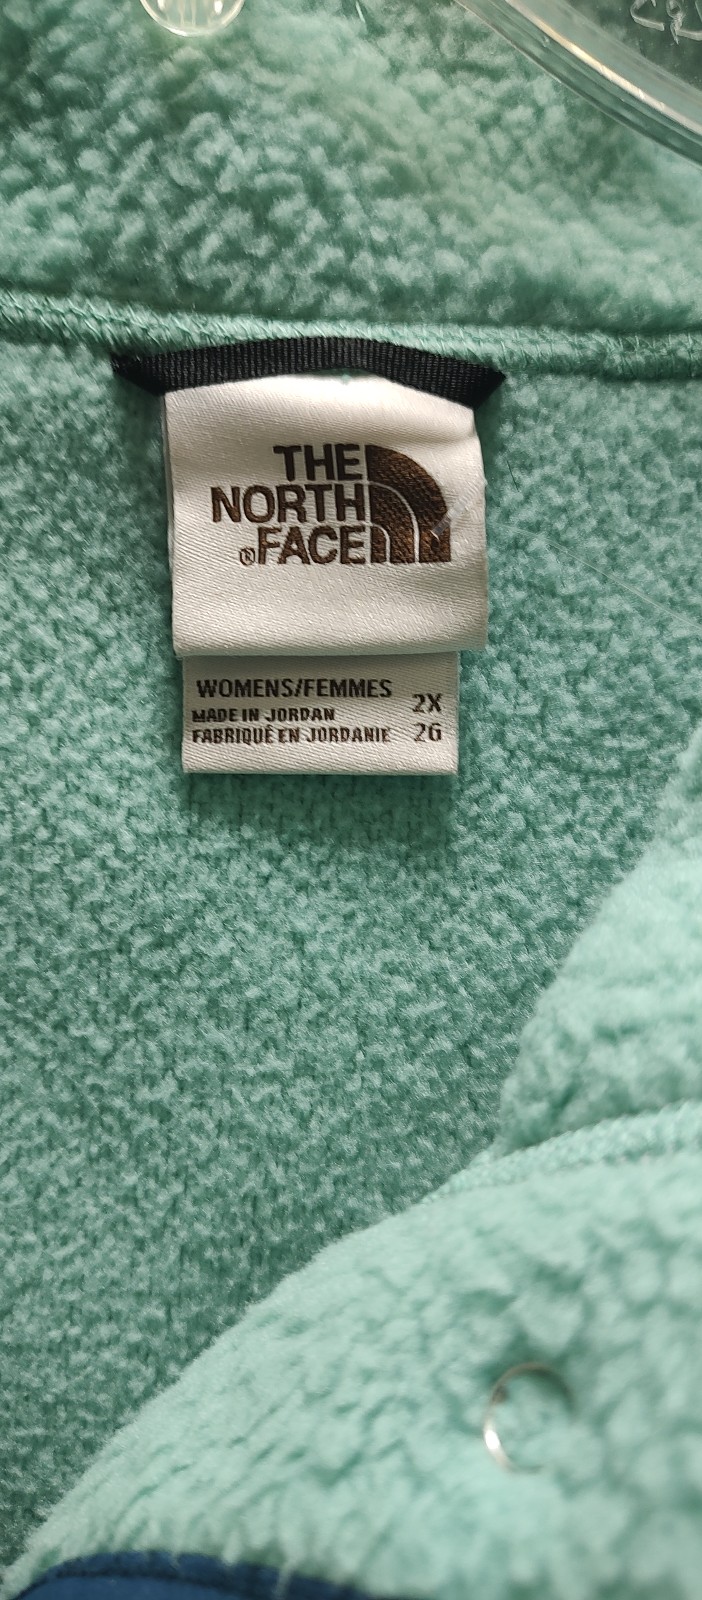 THE
NORTH
®FACE
WOMENS/FEMMES 2X
MADE IN JORDAN
FABRIQUÉ EN JORDANIE 2G